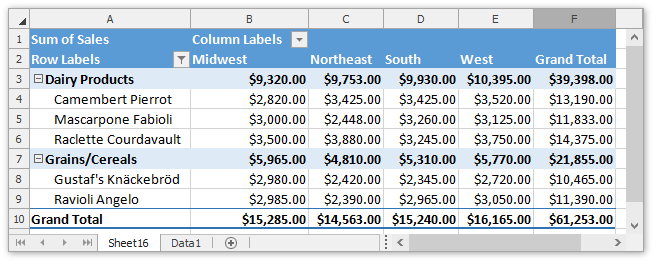 A B C D E F
1 Sum of Sales Column Labels
2 Row Labels Midwest Northeast South West Grand Total
3 Dairy Products $9,320.00 $9,753.00 $9,930.00 $10,395.00 $39,398.00
4 Camembert Pierrot $2,820.00 $3,425.00 $3,425.00 $3,520.00 $13,190.00
5 Mascarpone Fabioli $3,000.00 $2,448.00 $3,260.00 $3,125.00 $11,833.00
6 Raclette Courdavault $3,500.00 $3,880.00 $3,245.00 $3,750.00 $14,375.00
7 Grains/Cereals $5,965.00 $4,810.00 $5,310.00 $5,770.00 $21,855.00
8 Gustaf's Knäckebröd $2,980.00 $2,420.00 $2,345.00 $2,720.00 $10,465.00
9 Ravioli Angelo $2,985.00 $2,390.00 $2,965.00 $3,050.00 $11,390.00
10 Grand Total $15,285.00 $14,563.00 $15,240.00 $16,165.00 $61,253.00
Sheet16 Data1